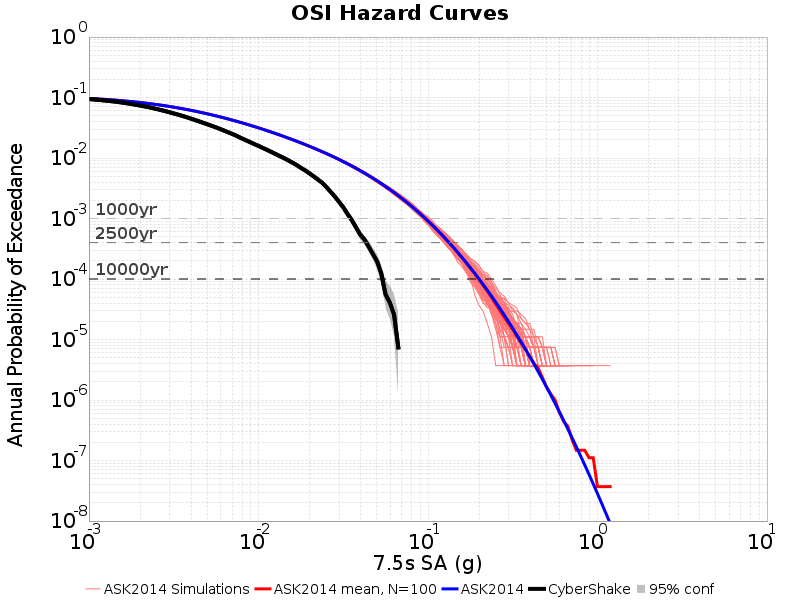 OSI Hazard Curves
Annual Probability of Exceedance
10^0
10^-1
10^-2
10^-3
10^-4
10^-5
10^-6
10^-7
10^-8
1000yr
2500yr
10000yr
10^-3 10^-2 10^-1 10^0 10^1
7.5s SA (g)
ASK2014 Simulations ASK2014 mean, N=100 ASK2014 CyberShake 95% conf